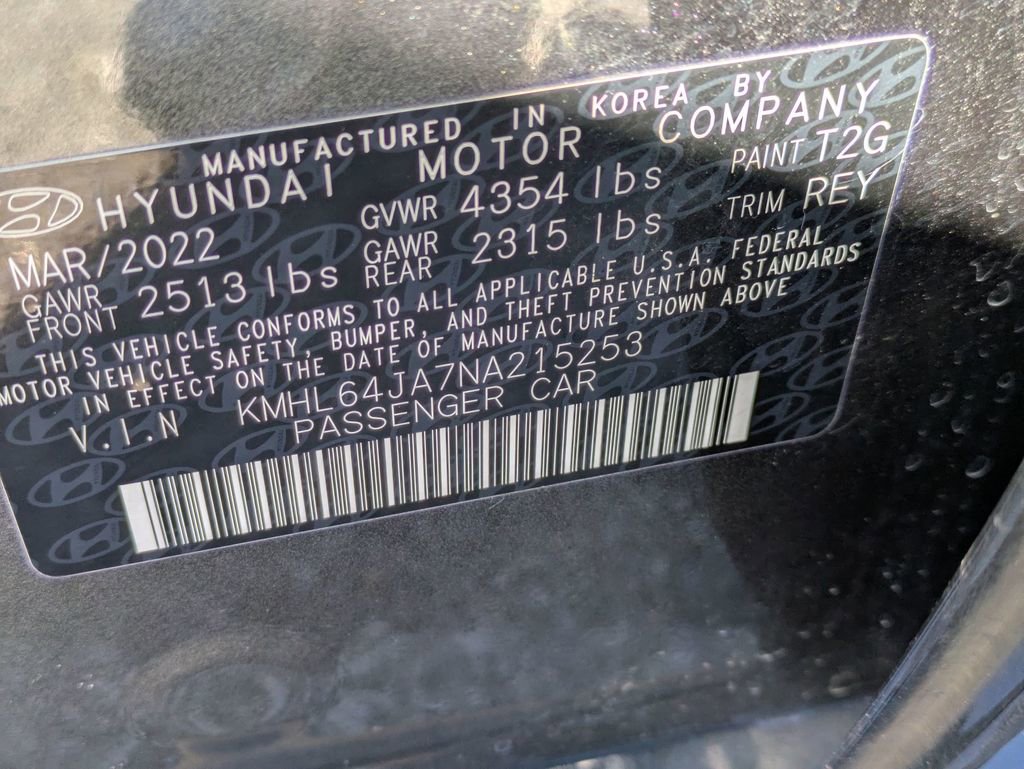 MANUFACTURED IN KOREA BY
HYUNDAI MOTOR COMPANY
MAR/2022 GVWR 4354 lbs PAINT T2G
GAWR FRONT 2513 lbs GAWR REAR 2315 lbs TRIM REY
THIS VEHICLE CONFORMS TO ALL APPLICABLE U.S.A. FEDERAL
MOTOR VEHICLE SAFETY, BUMPER, AND THEFT PREVENTION STANDARDS
IN EFFECT ON THE DATE OF MANUFACTURE SHOWN ABOVE
V.I.N KMHL64JA7NA215253
PASSENGER CAR